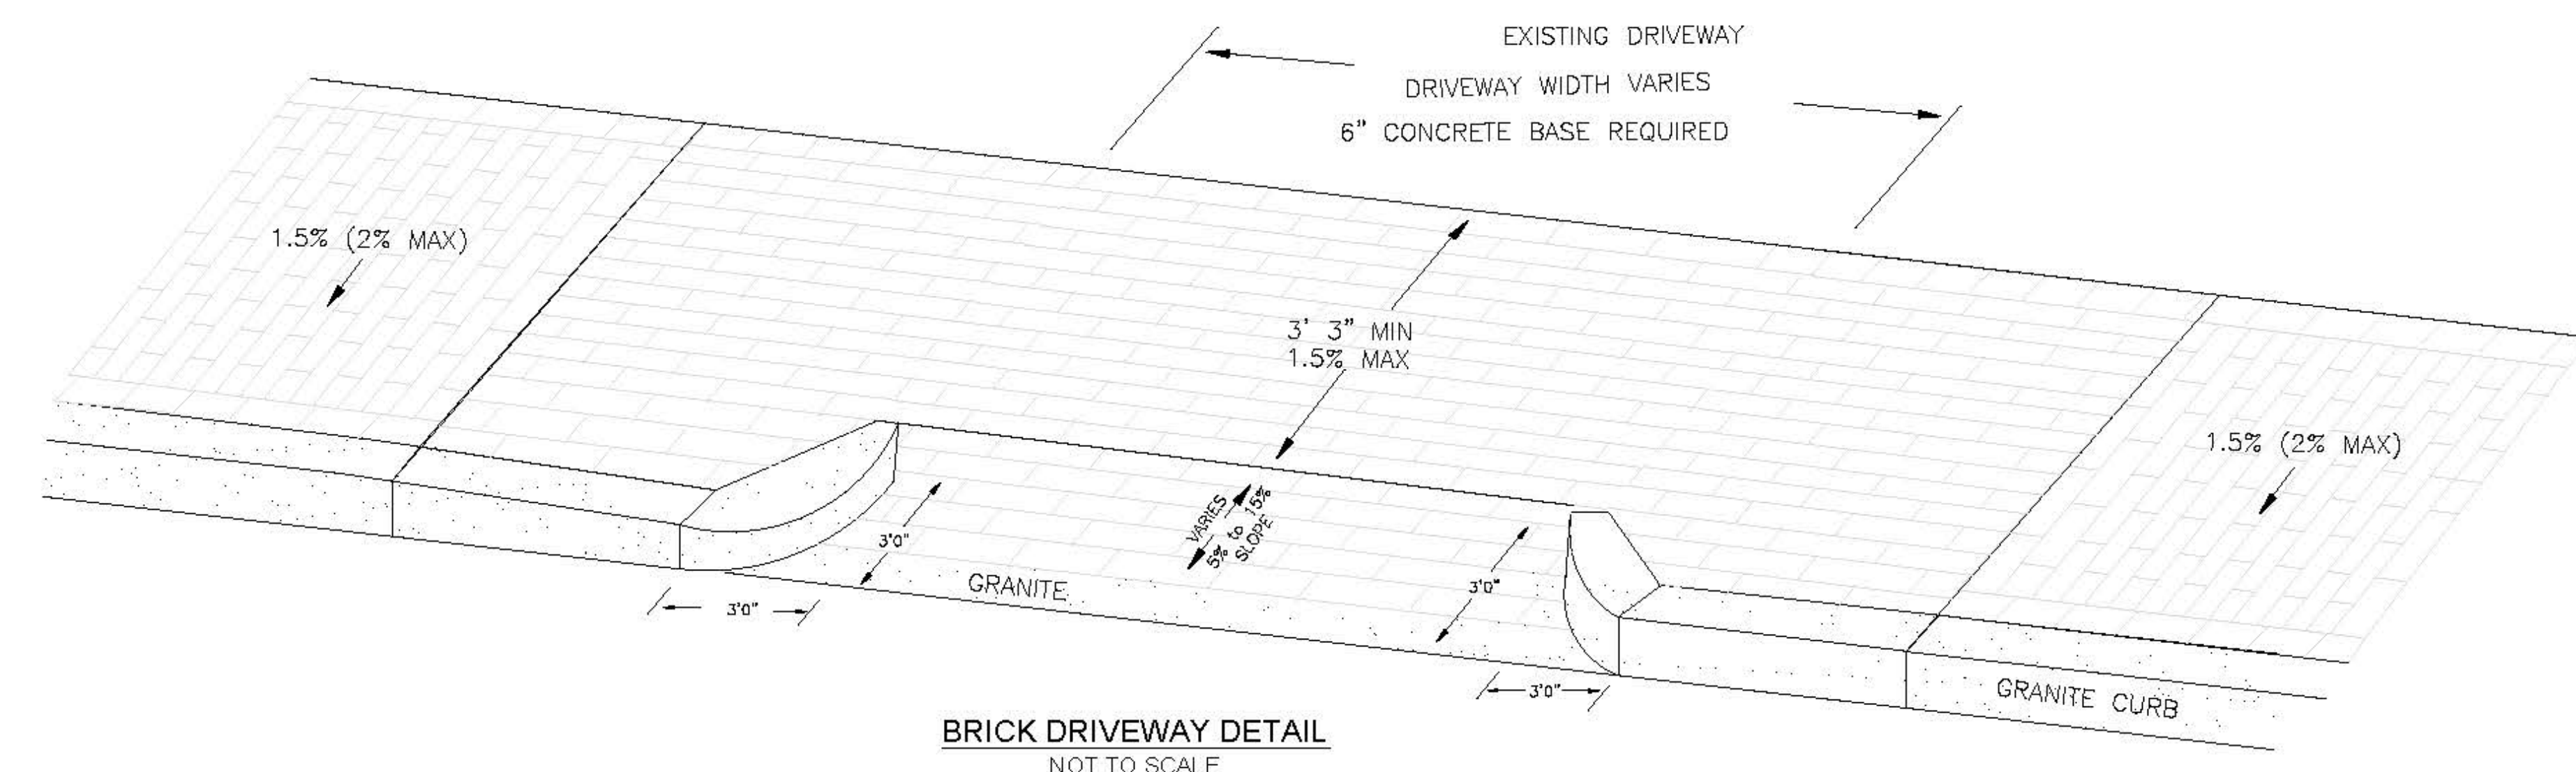 EXISTING DRIVEWAY
DRIVEWAY WIDTH VARIES
6” CONCRETE BASE REQUIRED
1.5% (2% MAX)
3' 3” MIN
1.5% MAX
1.5% (2% MAX)
VARIES
5% to 15%
SLOPE
3'0"
3'0"
GRANITE
3'0"
3'0"
GRANITE CURB
BRICK DRIVEWAY DETAIL
NOT TO SCALE